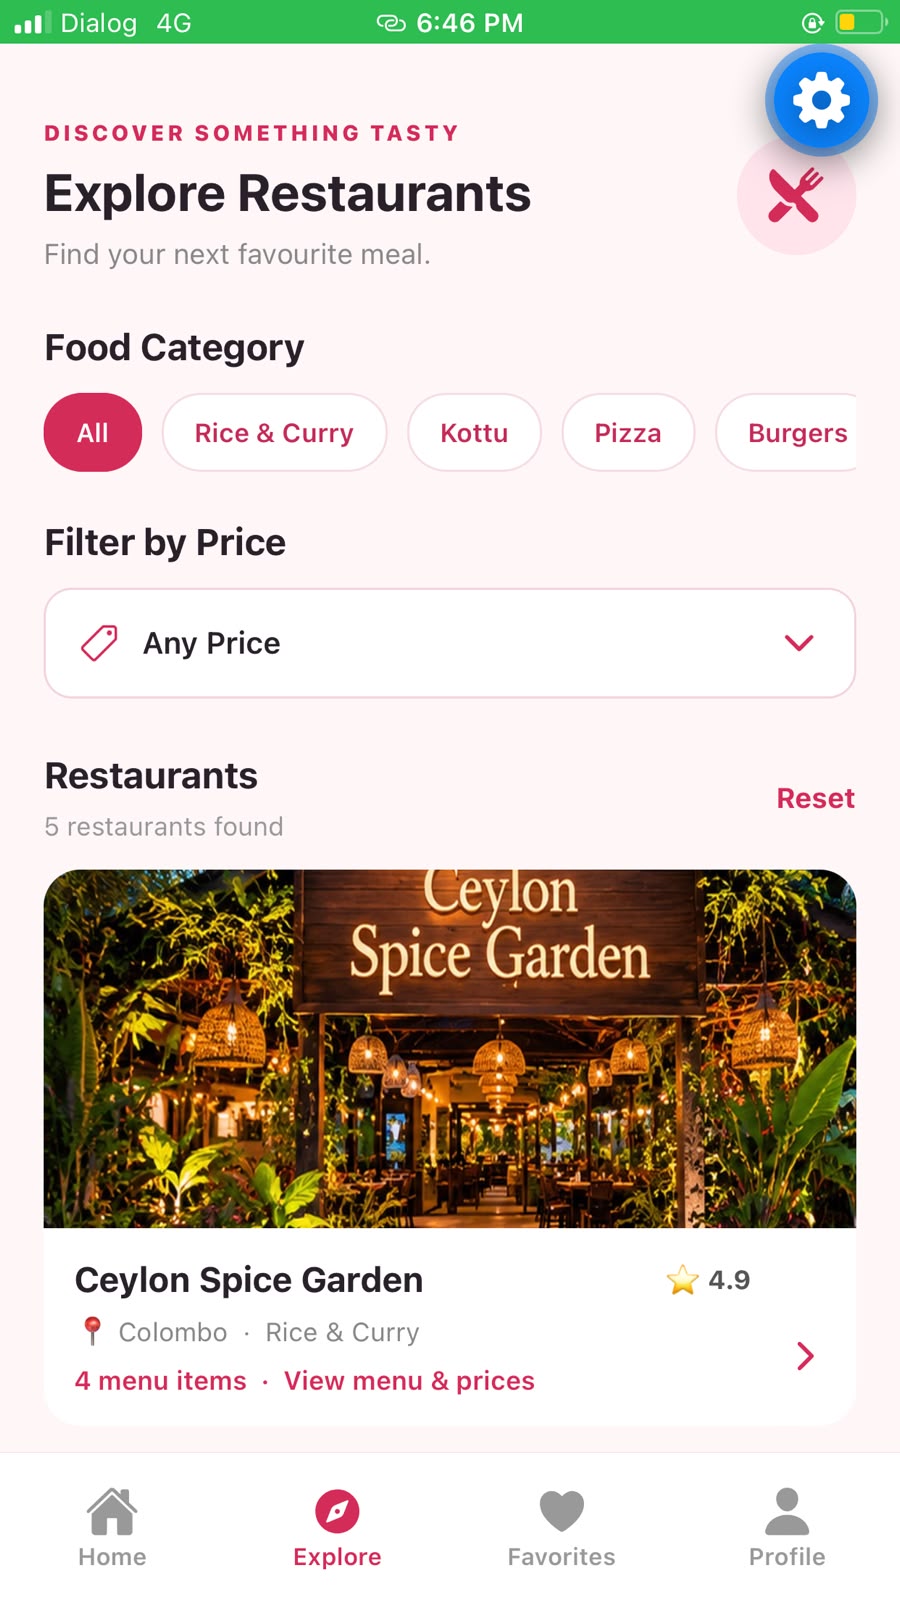 Dialog 4G 6:46 PM
DISCOVER SOMETHING TASTY
Explore Restaurants
Find your next favourite meal.
Food Category
All Rice & Curry Kottu Pizza Burgers
Filter by Price
Any Price
Restaurants
Reset
5 restaurants found
Ceylon
Spice Garden
Ceylon Spice Garden 4.9
Colombo · Rice & Curry
4 menu items · View menu & prices
Home Explore Favorites Profile